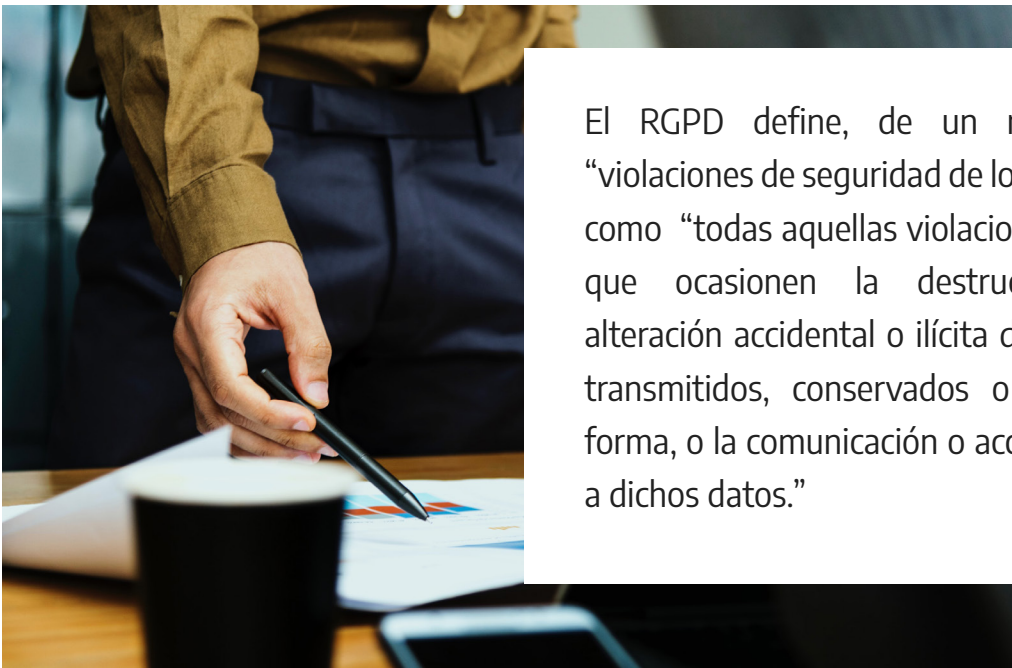 El RGPD define, de un
“violaciones de seguridad de
como “todas aquellas
que ocasionen la
alteración accidental o ilícita
transmitidos, conservados o
forma, o la comunicación o
a dichos datos.”